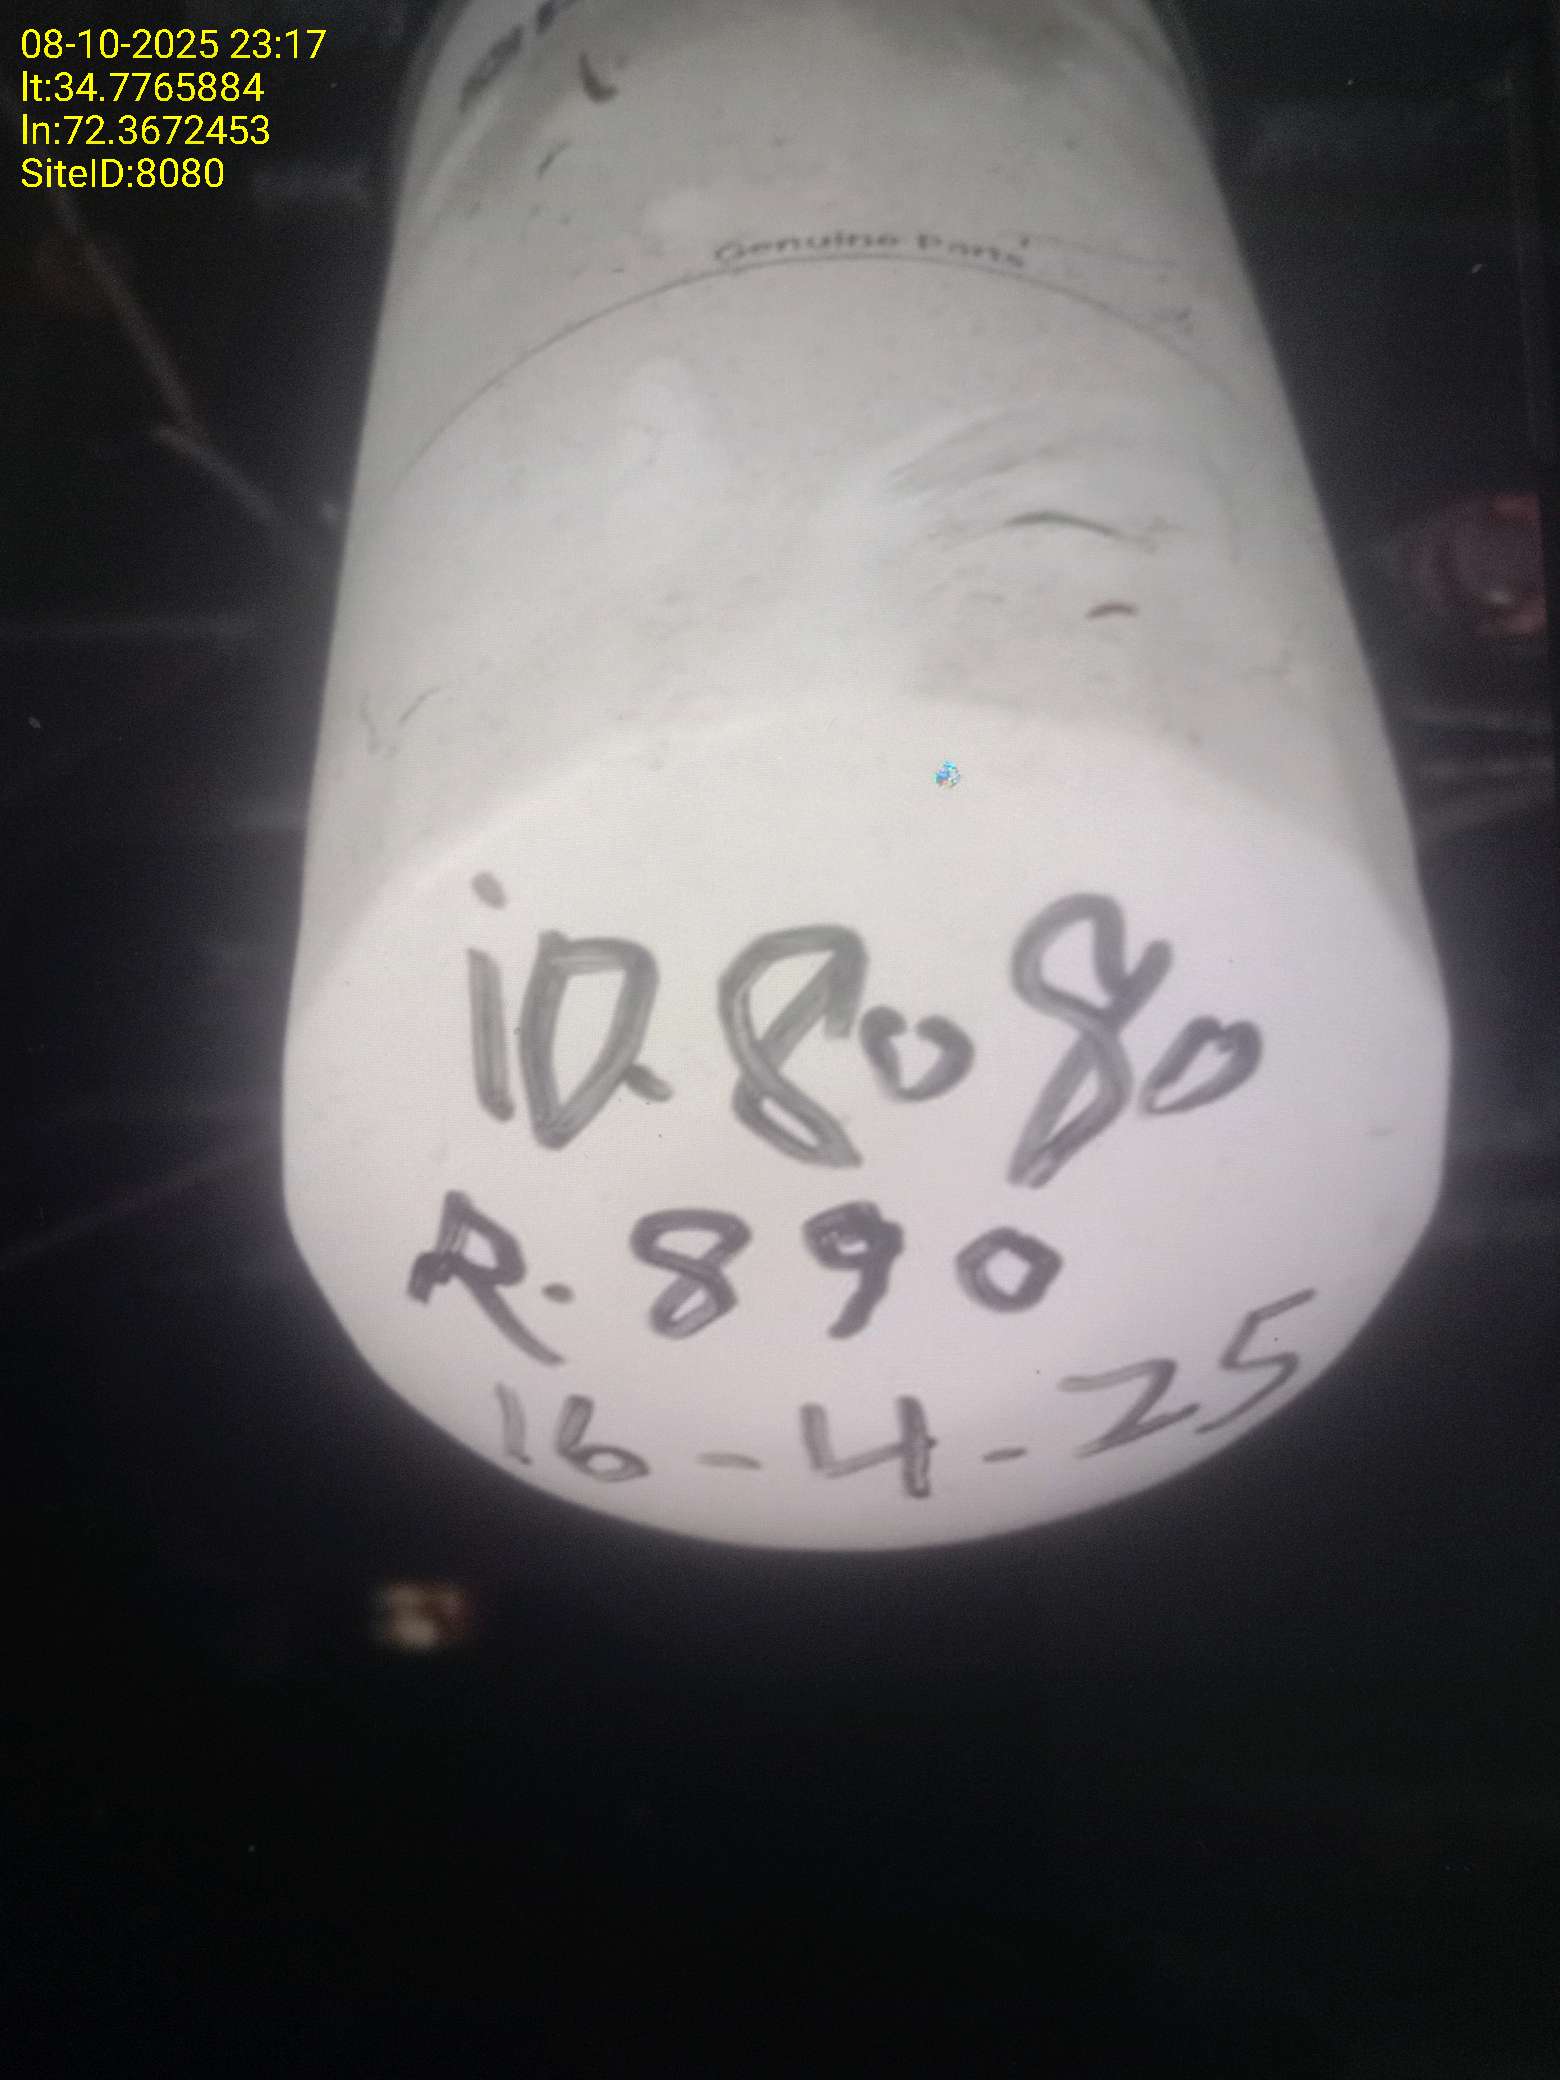 08-10-2025 23:17
lt:34.7765884
ln:72.3672453
SiteID:8080
Genuine Parts
iD.8080
R.890
16-4-25